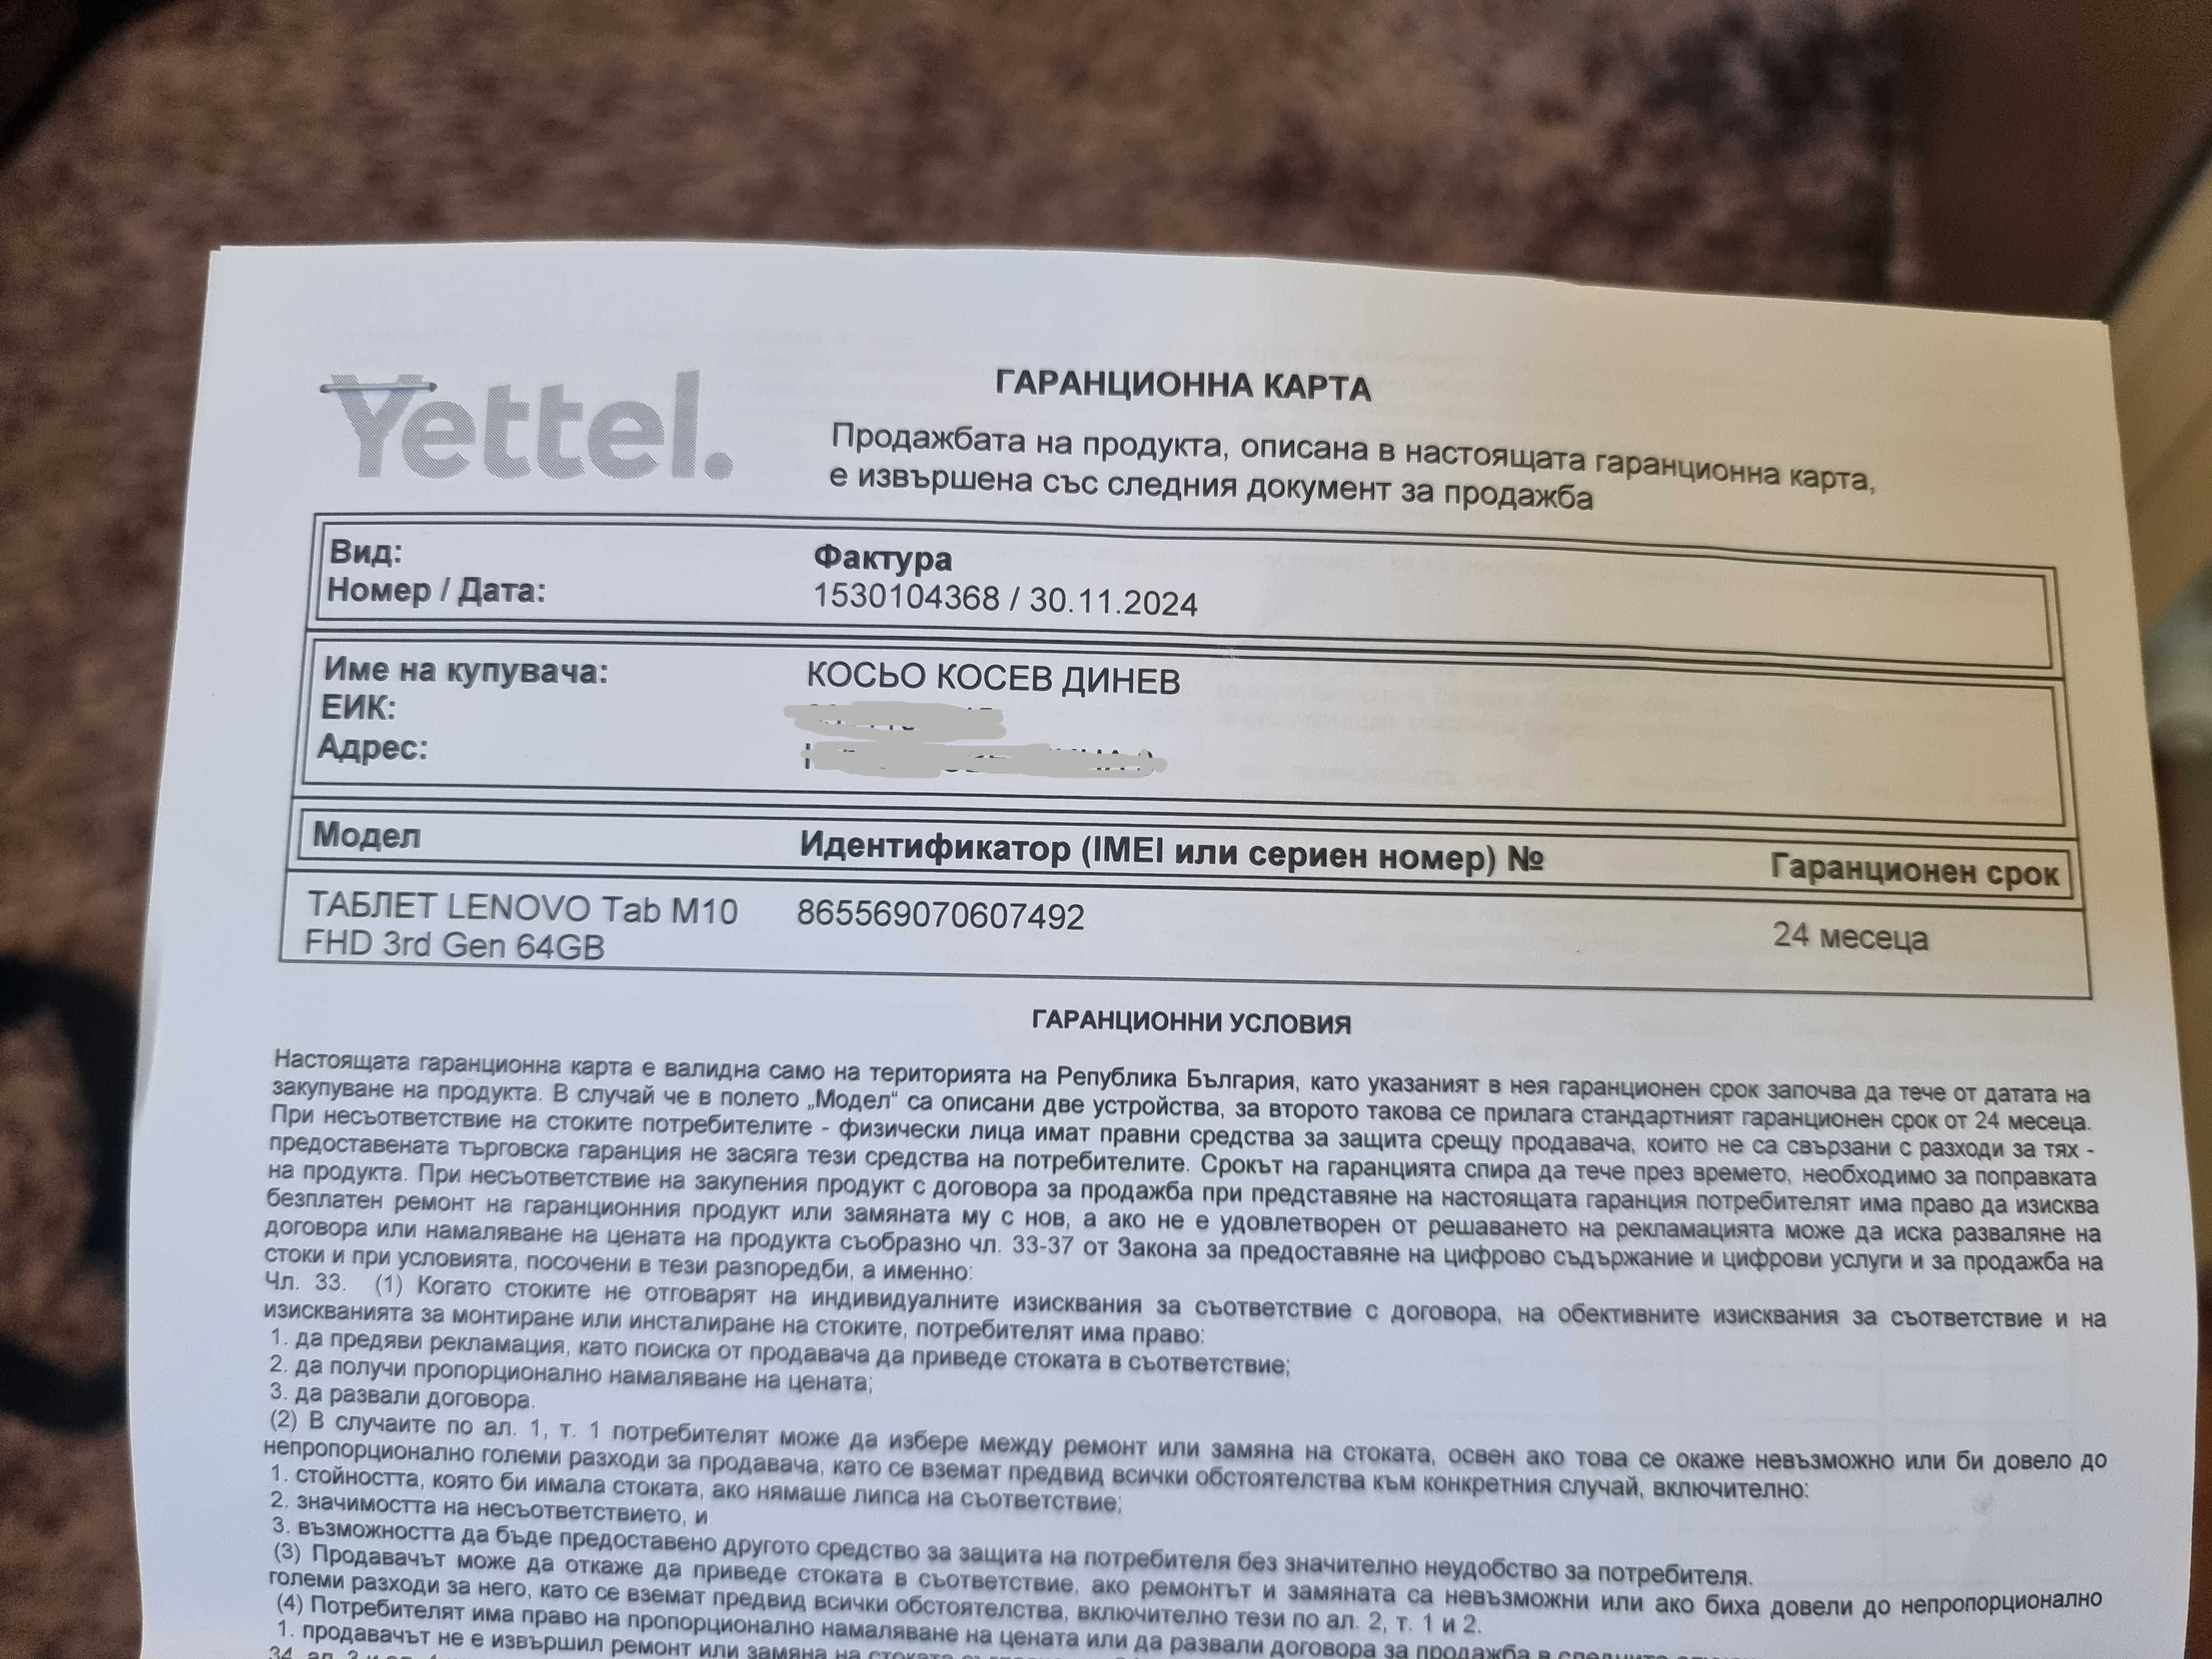 Yettel.
ГАРАНЦИОННА КАРТА
Продажбата на продукта, описана в настоящата гаранционна карта,
е извършена със следния документ за продажба
Вид: Фактура
Номер / Дата: 1530104368 / 30.11.2024
Име на купувача: КОСЬО КОСЕВ ДИНЕВ
ЕИК:
Адрес:
Модел Идентификатор (IMEI или сериен номер) № Гаранционен срок
ТАБЛЕТ LENOVO Tab M10 865569070607492 24 месеца
FHD 3rd Gen 64GB
ГАРАНЦИОННИ УСЛОВИЯ
Настоящата гаранционна карта е валидна само на територията на Република България, като указаният в нея гаранционен срок започва да тече от датата на
закупуване на продукта. В случай че в полето „Модел“ са описани две устройства, за второто такова се прилага стандартният гаранционен срок от 24 месеца.
При несъответствие на стоките потребителите - физически лица имат правни средства за защита срещу продавача, които не са свързани с разходи за тях -
предоставената търговска гаранция не засяга тези средства на потребителите. Срокът на гаранцията спира да тече през времето, необходимо за поправката
на продукта. При несъответствие на закупения продукт с договора за продажба при представяне на настоящата гаранция потребителят има право да изисква
безплатен ремонт на гаранционния продукт или замяната му с нов, а ако не е удовлетворен от решаването на рекламацията може да иска разваляне на
договора или намаляване на цената на продукта съобразно чл. 33-37 от Закона за предоставяне на цифрово съдържание и цифрови услуги и за продажба на
стоки и при условията, посочени в тези разпоредби, а именно:
Чл. 33. (1) Когато стоките не отговарят на индивидуалните изисквания за съответствие с договора, на обективните изисквания за съответствие и на
изискванията за монтиране или инсталиране на стоките, потребителят има право:
1. да предяви рекламация, като поиска от продавача да приведе стоката в съответствие;
2. да получи пропорционално намаляване на цената;
3. да развали договора.
(2) В случаите по ал. 1, т. 1 потребителят може да избере между ремонт или замяна на стоката, освен ако това се окаже невъзможно или би довело до
непропорционално големи разходи за продавача, като се вземат предвид всички обстоятелства към конкретния случай, включително:
1. стойността, която би имала стоката, ако нямаше липса на съответствие;
2. значимостта на несъответствието, и
3. възможността да бъде предоставено другото средство за защита на потребителя без значително неудобство за потребителя.
(3) Продавачът може да откаже да приведе стоката в съответствие, ако ремонтът и замяната са невъзможни или ако биха довели до непропорционално
големи разходи за него, като се вземат предвид всички обстоятелства, включително тези по ал. 2, т. 1 и 2.
(4) Потребителят има право на пропорционално намаляване на цената или да развали договора за продажба в следните
1. продавачът не е извършил ремонт или замяна на стоката